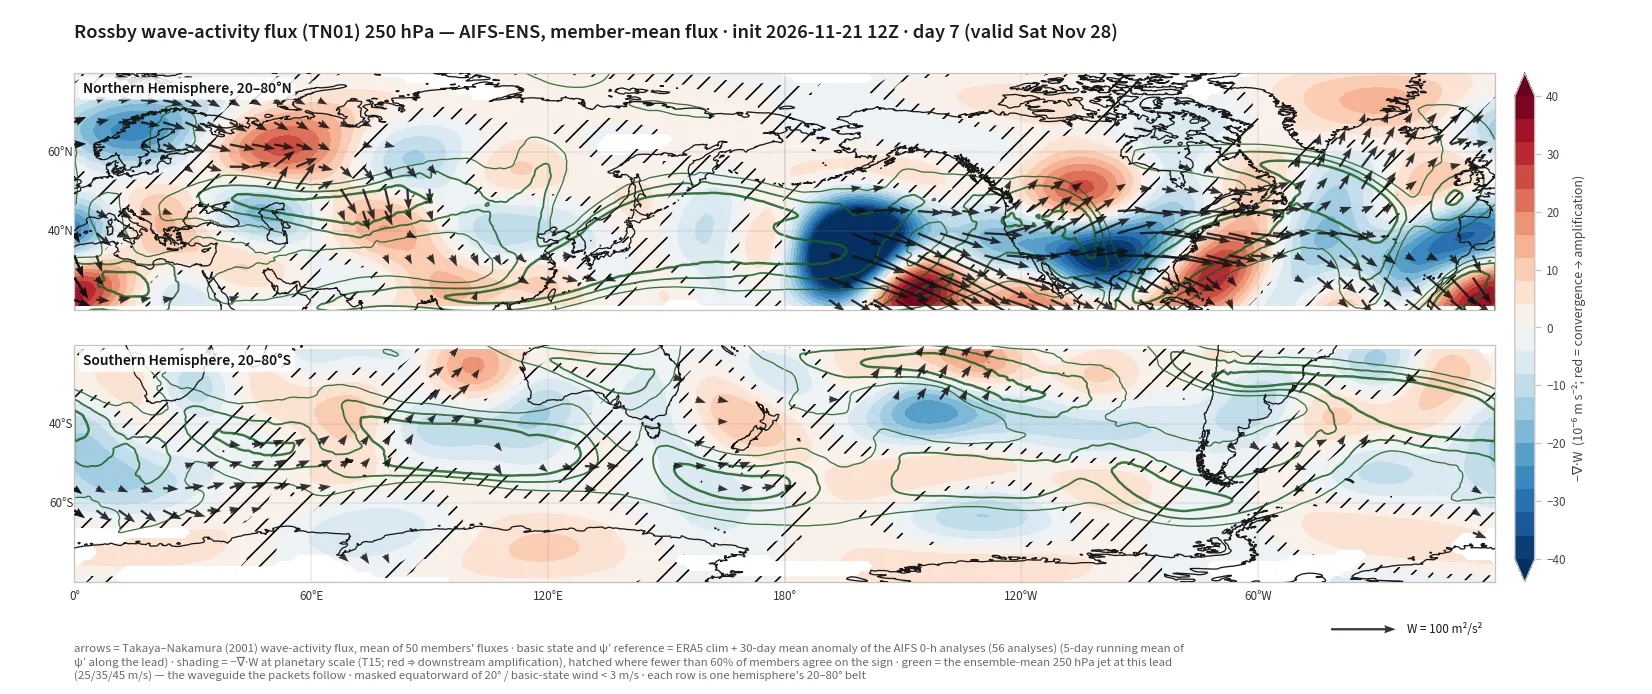 Rossby wave-activity flux (TN01) 250 hPa — AIFS-ENS, member-mean flux · init 2026-11-21 12Z · day 7 (valid Sat Nov 28)
Northern Hemisphere, 20–80°N
60°N
40°N
Southern Hemisphere, 20–80°S
40°S
60°S
0°
60°E
120°E
180°
120°W
60°W
40
30
20
10
0
−10
−20
−30
−40
−∇·W (10⁻⁶ m s⁻²; red = convergence → amplification)
W = 100 m²/s²
arrows = Takaya–Nakamura (2001) wave-activity flux, mean of 50 members' fluxes · basic state and ψ' reference = ERA5 clim + 30-day mean anomaly of the AIFS 0-h analyses (56 analyses) (5-day running mean of
ψ' along the lead) · shading = −∇·W at planetary scale (T15; red ⇒ downstream amplification), hatched where fewer than 60% of members agree on the sign · green = the ensemble-mean 250 hPa jet at this lead
(25/35/45 m/s) — the waveguide the packets follow · masked equatorward of 20° / basic-state wind < 3 m/s · each row is one hemisphere's 20–80° belt